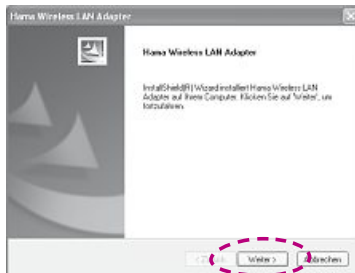 Hama Wireless LAN Adapter
Hama Wireless LAN Adapter
InstallShield(R) Wizard installiert Hama Wireless LAN
Adapter auf Ihrem Computer. Klicken Sie auf 'Weiter', um
fortzufahren.
< Zurück Weiter > Abbrechen